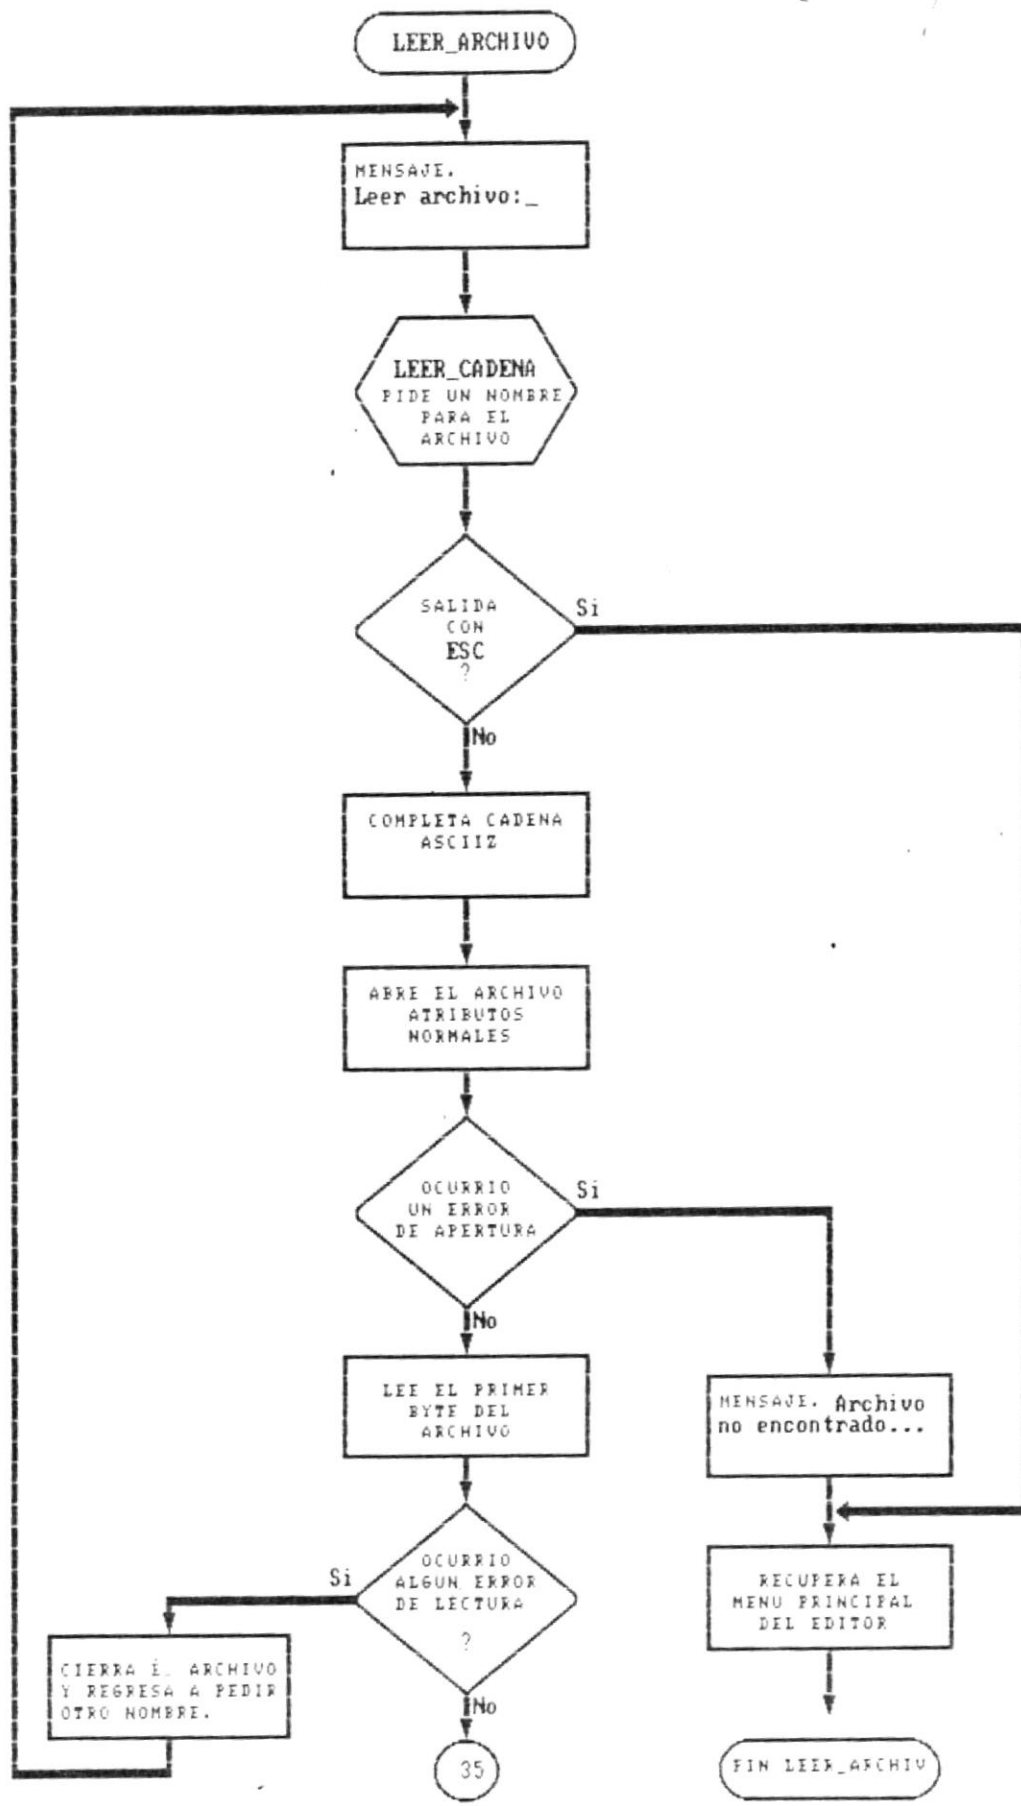 LEER_ARCHIVO
MENSAJE.
Leer archivo:_
LEER_CADENA
PIDE UN NOMBRE
PARA EL
ARCHIVO
SALIDA
CON
ESC
?
Si
No
COMPLETA CADENA
ASCIIZ
ABRE EL ARCHIVO
ATRIBUTOS
NORMALES
OCURRIO
UN ERROR
DE APERTURA
Si
No
LEE EL PRIMER
BYTE DEL
ARCHIVO
MENSAJE. Archivo
no encontrado...
OCURRIO
ALGUN ERROR
DE LECTURA
?
Si
No
RECUPERA EL
MENU PRINCIPAL
DEL EDITOR
CIERRA EL ARCHIVO
Y REGRESA A PEDIR
OTRO NOMBRE.
35
FIN LEER_ARCHIV